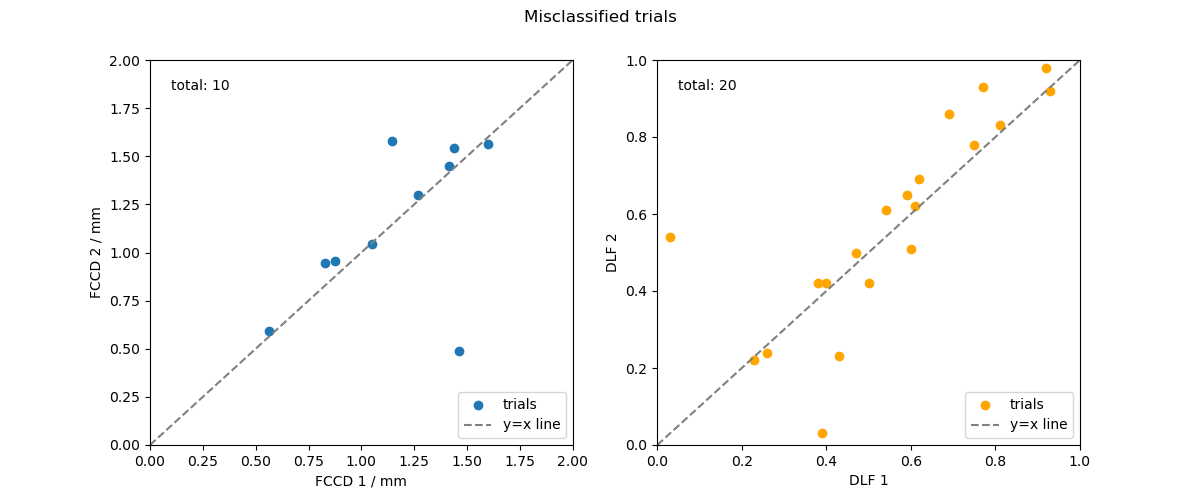 Misclassified trials
total: 10
2.00
1.75
1.50
1.25
1.00
0.75
0.50
0.25
0.00
FCCD 2 / mm
0.00 0.25 0.50 0.75 1.00 1.25 1.50 1.75 2.00
FCCD 1 / mm
trials
y=x line
total: 20
1.0
0.8
0.6
0.4
0.2
0.0
DLF 2
0.0 0.2 0.4 0.6 0.8 1.0
DLF 1
trials
y=x line